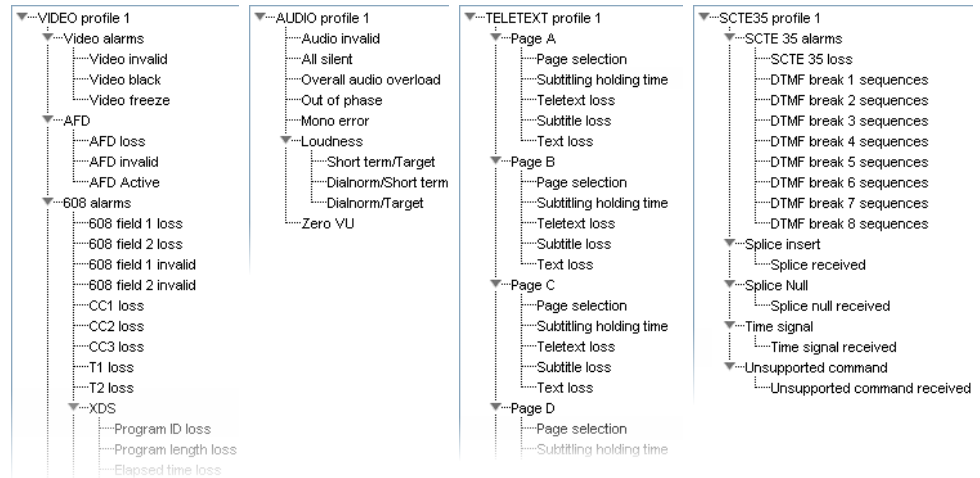 VIDEO profile 1
Video alarms
Video invalid
Video black
Video freeze
AFD
AFD loss
AFD invalid
AFD Active
608 alarms
608 field 1 loss
608 field 2 loss
608 field 1 invalid
608 field 2 invalid
CC1 loss
CC2 loss
CC3 loss
T1 loss
T2 loss
XDS
Program ID loss
Program length loss
Elapsed time loss
AUDIO profile 1
Audio invalid
All silent
Overall audio overload
Out of phase
Mono error
Loudness
Short term/Target
Dialnorm/Short term
Dialnorm/Target
Zero VU
TELETEXT profile 1
Page A
Page selection
Subtitling holding time
Teletext loss
Subtitle loss
Text loss
Page B
Page selection
Subtitling holding time
Teletext loss
Subtitle loss
Text loss
Page C
Page selection
Subtitling holding time
Teletext loss
Subtitle loss
Text loss
Page D
Page selection
Subtitling holding time
SCTE35 profile 1
SCTE 35 alarms
SCTE 35 loss
DTMF break 1 sequences
DTMF break 2 sequences
DTMF break 3 sequences
DTMF break 4 sequences
DTMF break 5 sequences
DTMF break 6 sequences
DTMF break 7 sequences
DTMF break 8 sequences
Splice insert
Splice received
Splice Null
Splice null received
Time signal
Time signal received
Unsupported command
Unsupported command received